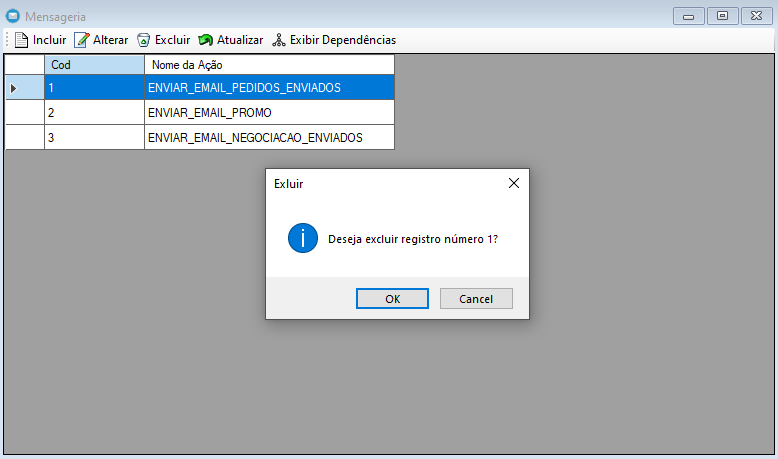 Mensageria
Incluir Alterar Excluir Atualizar Exibir Dependências
Cod Nome da Ação
1 ENVIAR_EMAIL_PEDIDOS_ENVIADOS
2 ENVIAR_EMAIL_PROMO
3 ENVIAR_EMAIL_NEGOCIACAO_ENVIADOS
Exluir
Deseja excluir registro número 1?
OK Cancel